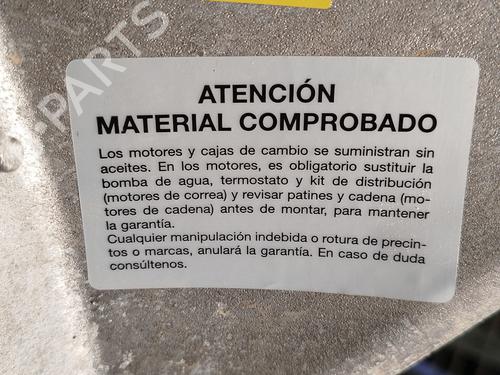 PARTS
ATENCIÓN
MATERIAL COMPROBADO
Los motores y cajas de cambio se suministran sin
aceites. En los motores, es obligatorio sustituir la
bomba de agua, termostato y kit de distribución
(motores de correa) y revisar patines y cadena (mo-
tores de cadena) antes de montar, para mantener
la garantía.
Cualquier manipulación indebida o rotura de precin-
tos o marcas, anulará la garantía. En caso de duda
consúltenos.